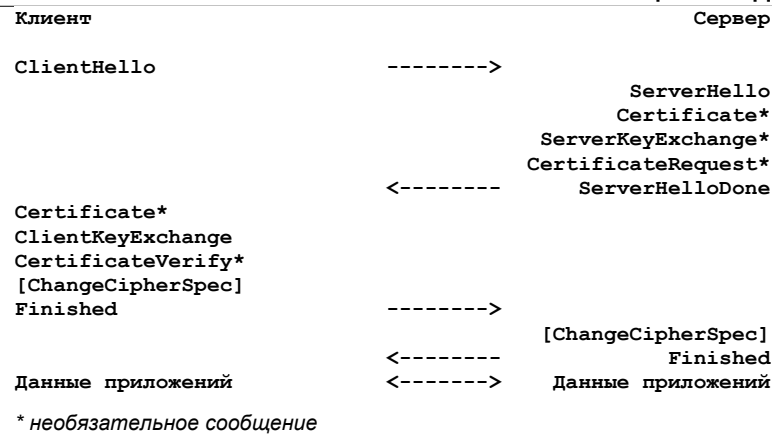 Клиент Сервер
ClientHello -------->
ServerHello
Certificate*
ServerKeyExchange*
CertificateRequest*
<-------- ServerHelloDone
Certificate*
ClientKeyExchange
CertificateVerify*
[ChangeCipherSpec]
Finished -------->
[ChangeCipherSpec]
<-------- Finished
Данные приложений <-------> Данные приложений
* необязательное сообщение